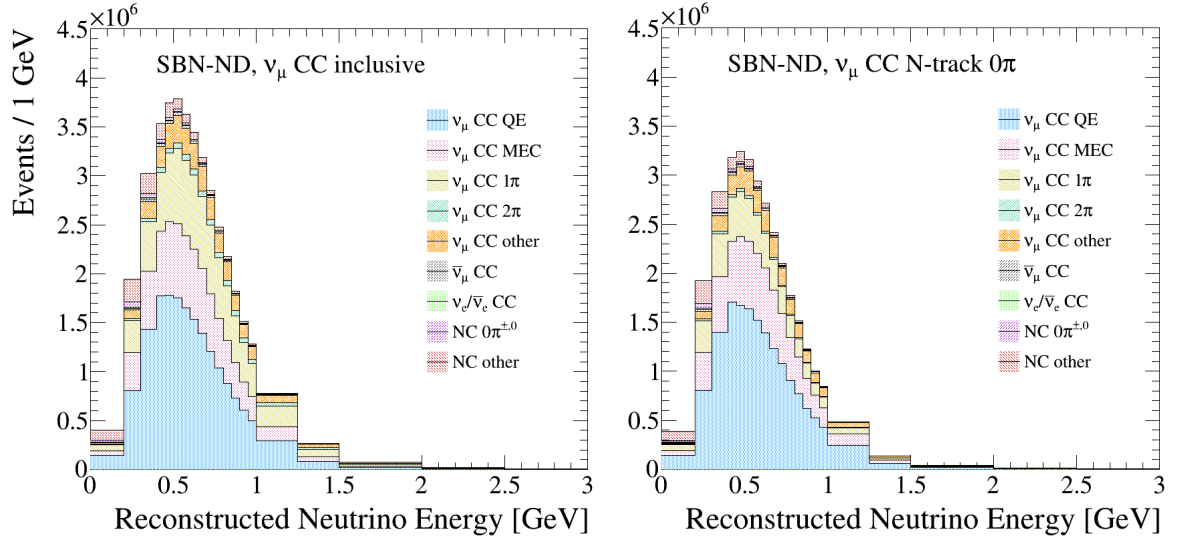 ×10⁶
4.5
4
3.5
3
2.5
2
1.5
1
0.5
0
Events / 1 GeV
SBN-ND, ν_μ CC inclusive
ν_μ CC QE
ν_μ CC MEC
ν_μ CC 1π
ν_μ CC 2π
ν_μ CC other
ν̅_μ CC
ν_e/ν̅_e CC
NC 0π^±,0
NC other
0 0.5 1 1.5 2 2.5 3
Reconstructed Neutrino Energy [GeV]
×10⁶
4.5
4
3.5
3
2.5
2
1.5
1
0.5
0
SBN-ND, ν_μ CC N-track 0π
ν_μ CC QE
ν_μ CC MEC
ν_μ CC 1π
ν_μ CC 2π
ν_μ CC other
ν̅_μ CC
ν_e/ν̅_e CC
NC 0π^±,0
NC other
0 0.5 1 1.5 2 2.5 3
Reconstructed Neutrino Energy [GeV]